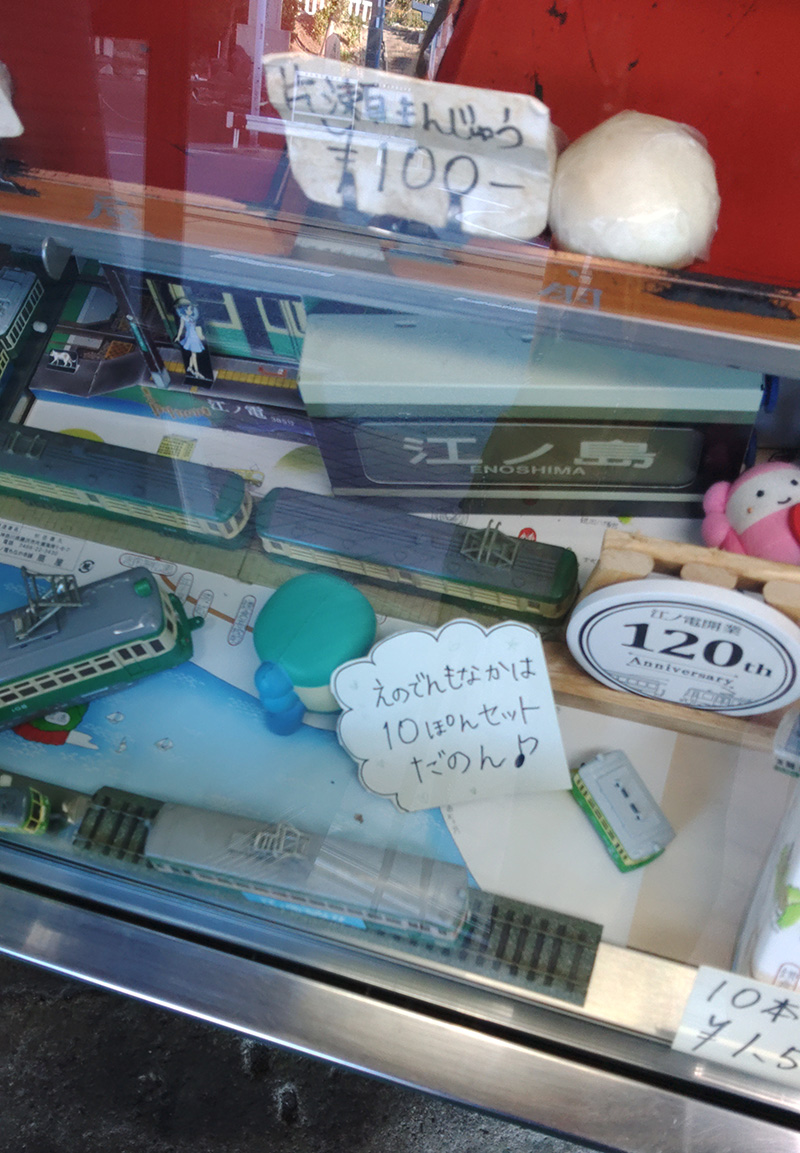 片瀬まんじゅう
¥100-
江ノ電
江ノ島
ENOSHIMA
江ノ電開業
120th
Anniversary
えのでんもなかは
10ぽんセット
だのん♪
10本
¥1.5